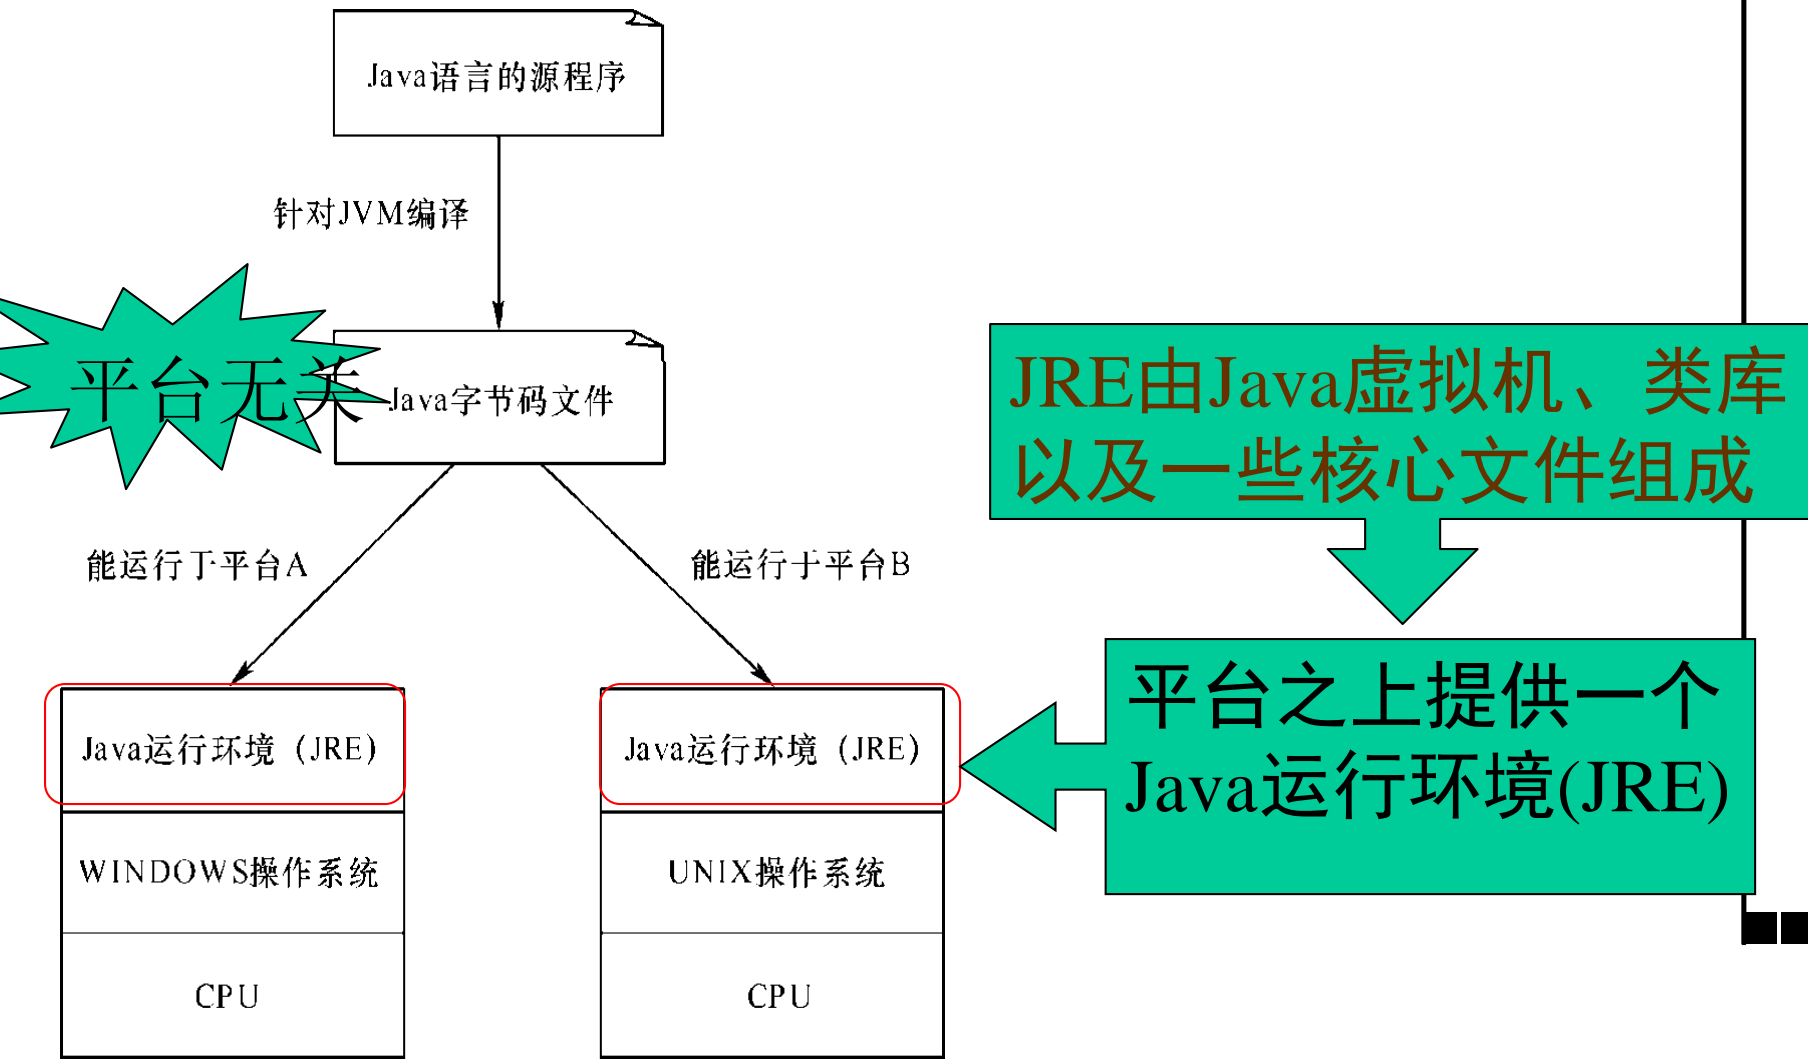 Java语言的源程序
针对JVM编译
平台无关
Java字节码文件
JRE由Java虚拟机、类库
以及一些核心文件组成
能运行于平台A
能运行于平台B
平台之上提供一个
Java运行环境(JRE)
Java运行环境（JRE）
Java运行环境（JRE）
WINDOWS操作系统
UNIX操作系统
CPU
CPU